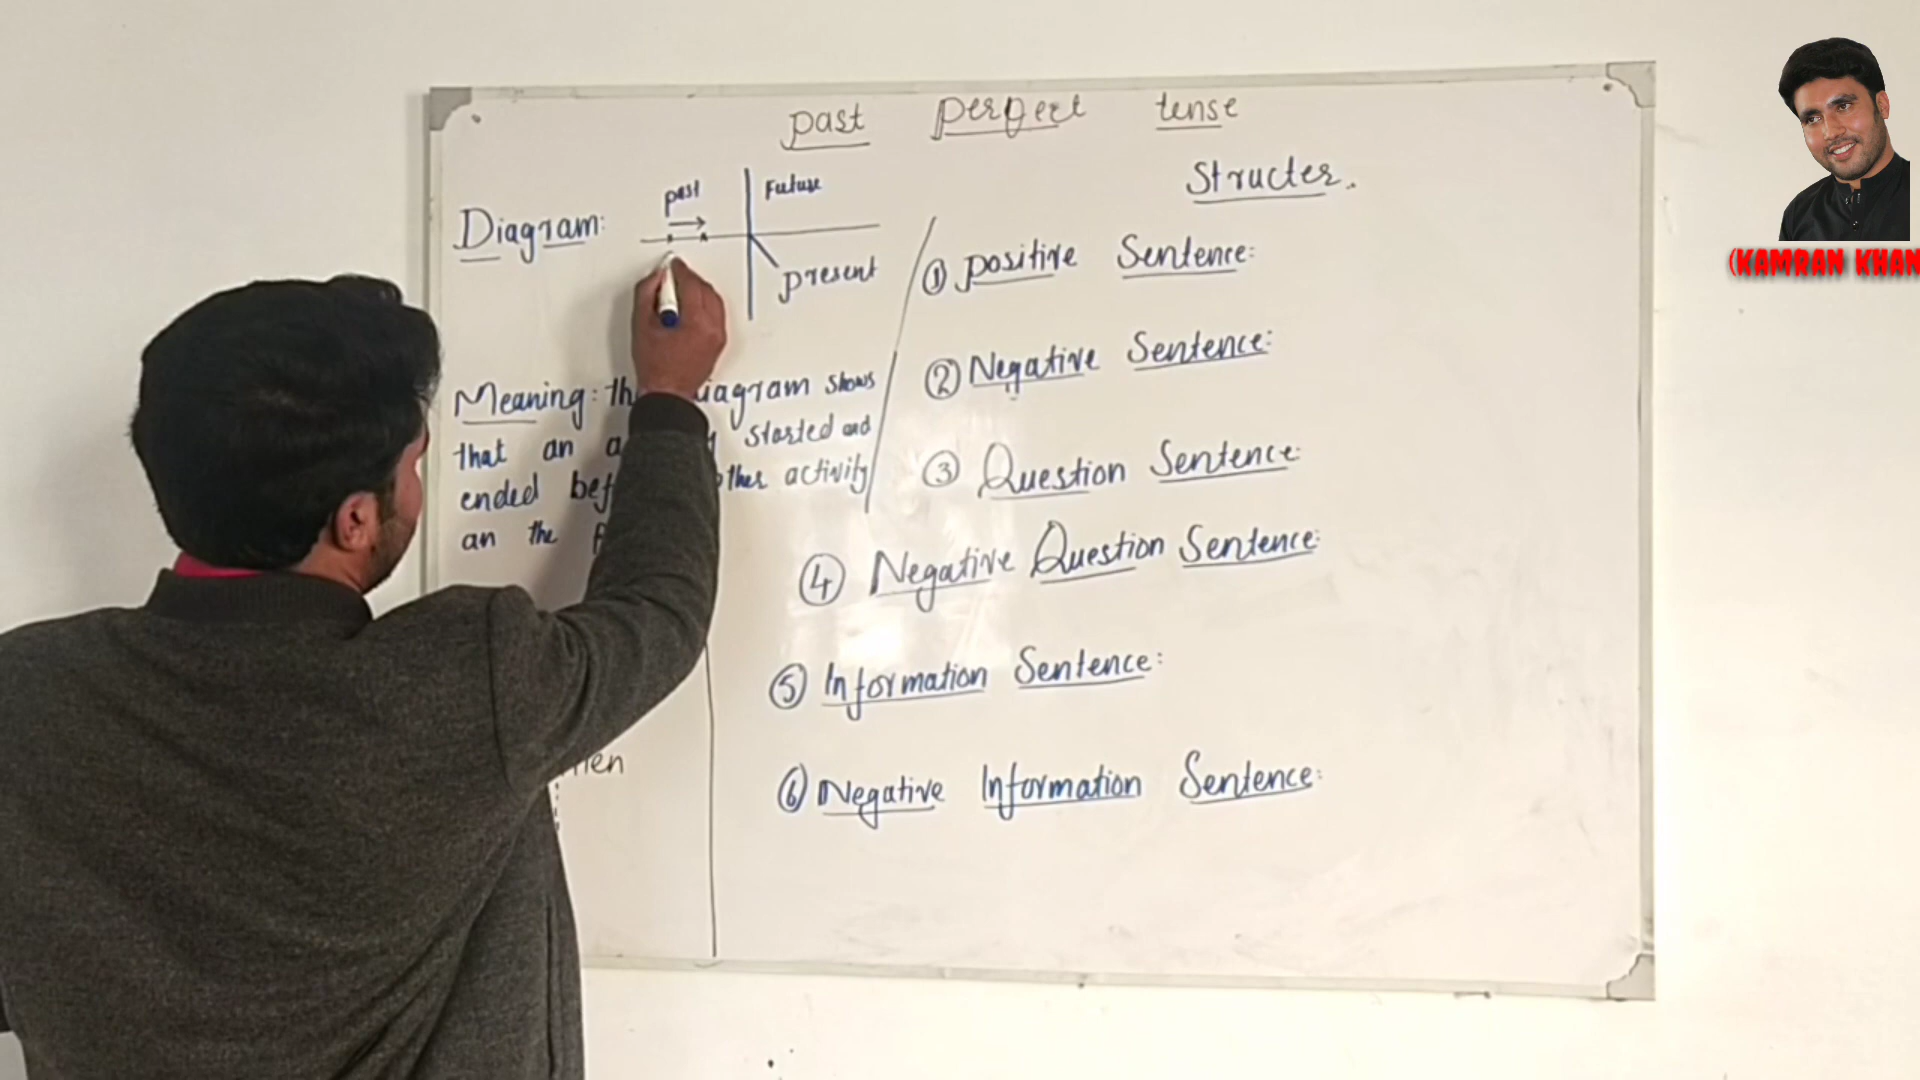 past perfect tense
Structer.
Diagram:
past
Future
present
Meaning: diagram shows
that an started and
ended activity
an the
① positive Sentence:
② Negative Sentence:
③ Question Sentence:
④ Negative Question Sentence:
⑤ Information Sentence:
⑥ Negative Information Sentence:
(KAMRAN KHAN